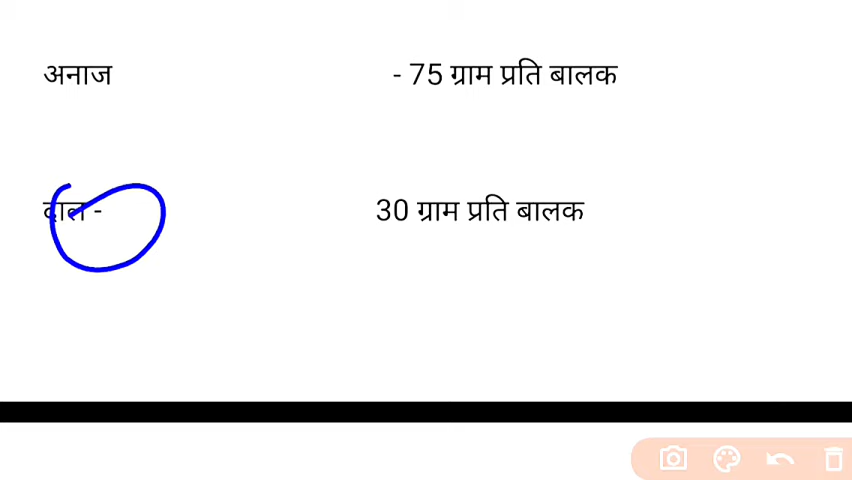 अनाज - 75 ग्राम प्रति बालक
दाल - 30 ग्राम प्रति बालक